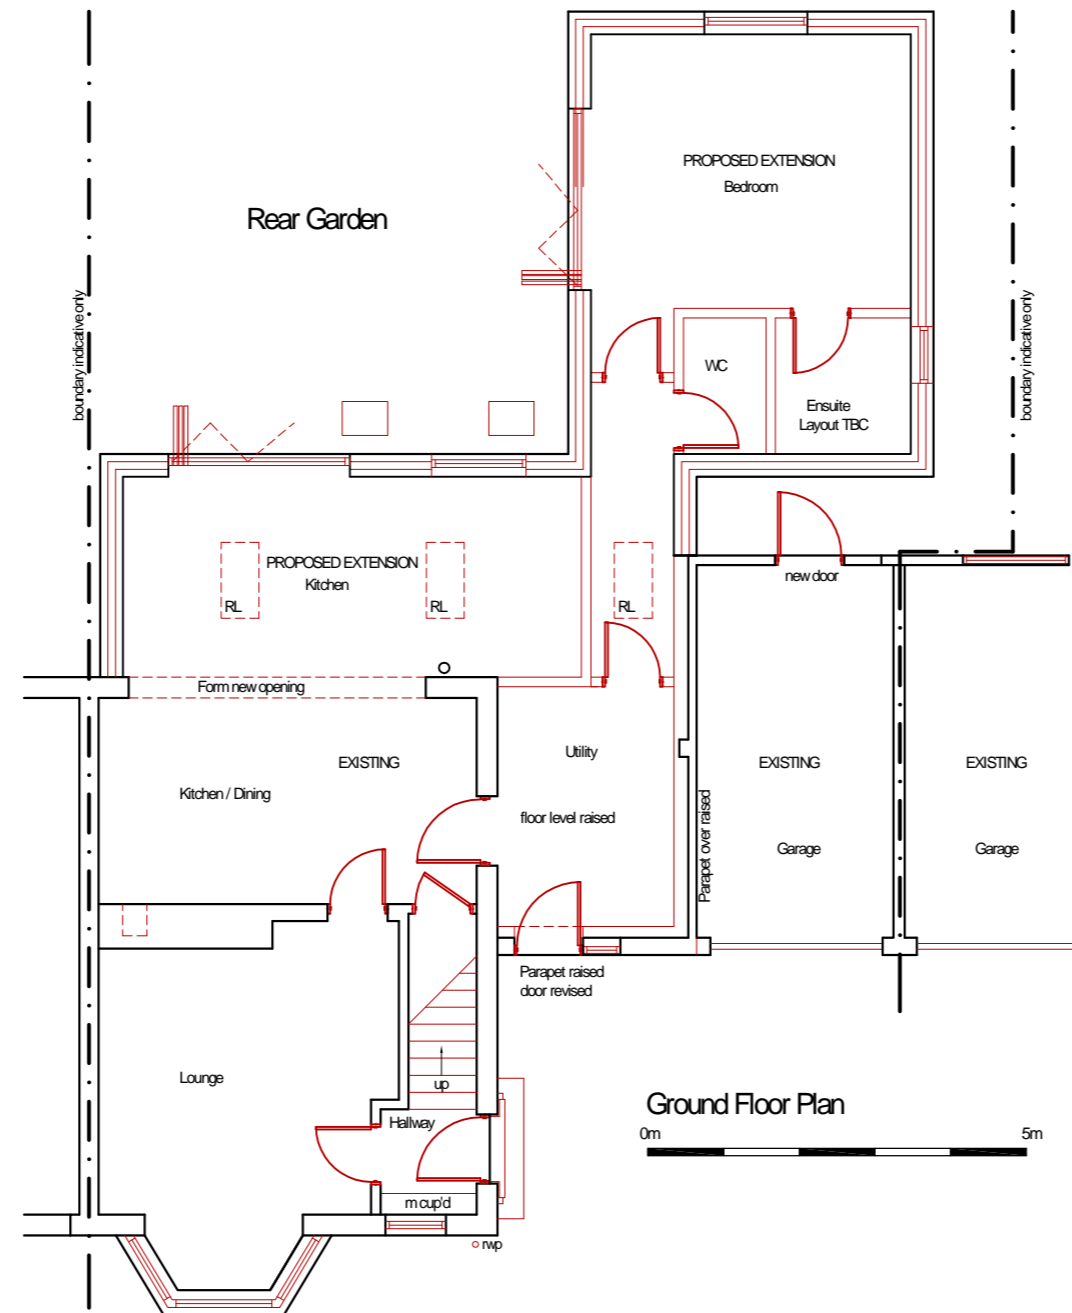 PROPOSED EXTENSION
Bedroom
Rear Garden
boundary indicative only
boundary indicative only
WC
Ensuite
Layout TBC
PROPOSED EXTENSION
Kitchen
RL
RL
RL
new door
Form new opening
EXISTING
Kitchen / Dining
Utility
floor level raised
Parapet over raised
EXISTING
Garage
EXISTING
Garage
Parapet raised
door revised
Lounge
up
Hallway
m cup'd
rwp
Ground Floor Plan
0m
5m